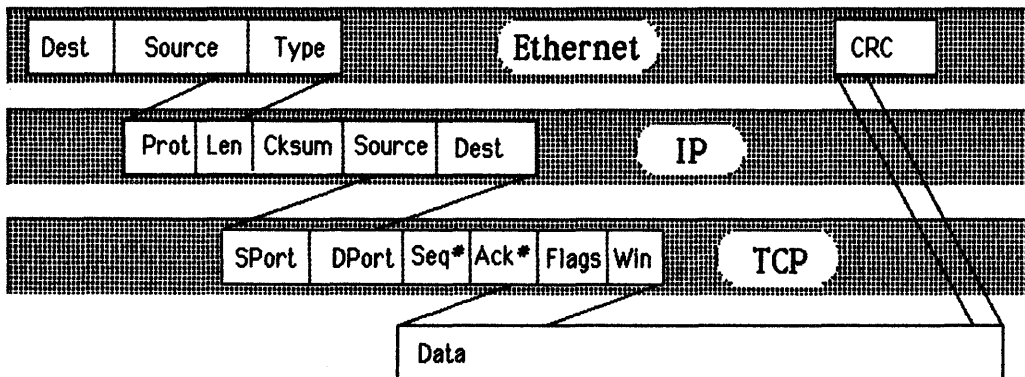 Dest Source Type Ethernet CRC
Prot Len Cksum Source Dest IP
SPort DPort Seq# Ack# Flags Win TCP
Data